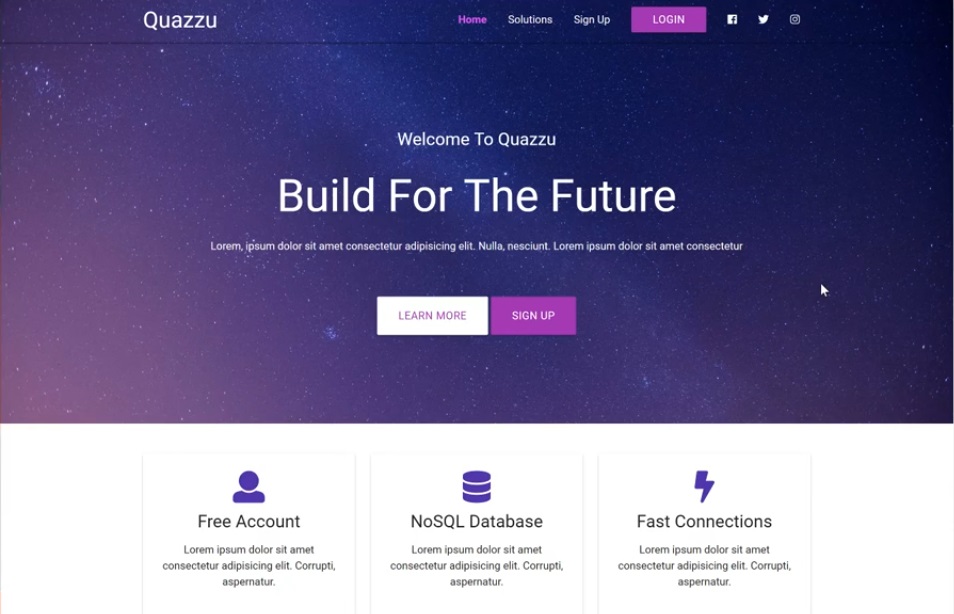 Quazzu
Home Solutions Sign Up LOGIN
Welcome To Quazzu
Build For The Future
Lorem, ipsum dolor sit amet consectetur adipisicing elit. Nulla, nesciunt. Lorem ipsum dolor sit amet consectetur
LEARN MORE SIGN UP
Free Account
Lorem ipsum dolor sit amet
consectetur adipisicing elit. Corrupti,
aspernatur.
NoSQL Database
Lorem ipsum dolor sit amet
consectetur adipisicing elit. Corrupti,
aspernatur.
Fast Connections
Lorem ipsum dolor sit amet
consectetur adipisicing elit. Corrupti,
aspernatur.